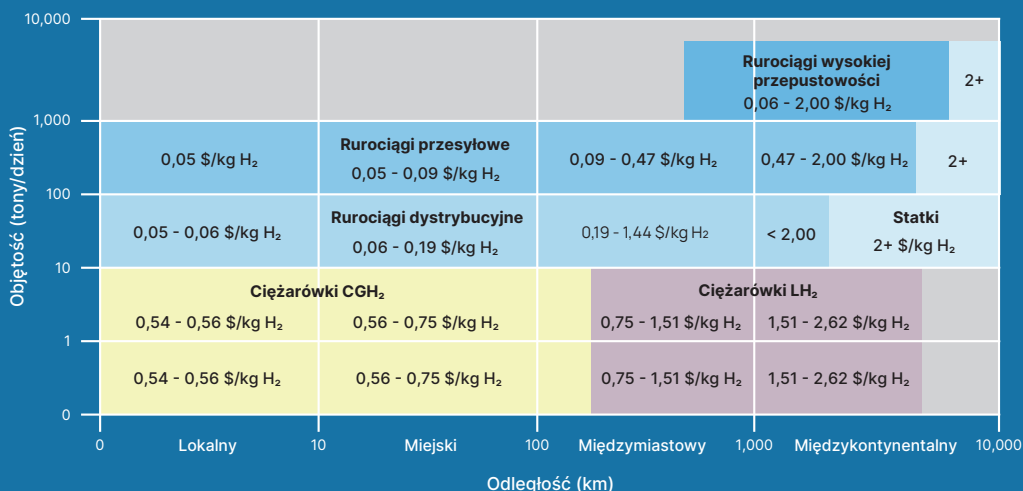 10,000
Rurociągi wysokiej
przepustowości
0,06 - 2,00 $/kg H₂
2+
1,000
0,05 $/kg H₂
Rurociągi przesyłowe
0,05 - 0,09 $/kg H₂
0,09 - 0,47 $/kg H₂
0,47 - 2,00 $/kg H₂
2+
100
0,05 - 0,06 $/kg H₂
Rurociągi dystrybucyjne
0,06 - 0,19 $/kg H₂
0,19 - 1,44 $/kg H₂
< 2,00
Statki
2+ $/kg H₂
10
Ciężarówki CGH₂
Ciężarówki LH₂
0,54 - 0,56 $/kg H₂
0,56 - 0,75 $/kg H₂
0,75 - 1,51 $/kg H₂
1,51 - 2,62 $/kg H₂
1
0,54 - 0,56 $/kg H₂
0,56 - 0,75 $/kg H₂
0,75 - 1,51 $/kg H₂
1,51 - 2,62 $/kg H₂
0
Objętość (tony/dzień)
0
Lokalny
10
Miejski
100
Międzymiastowy
1,000
Międzykontynentalny
10,000
Odległość (km)